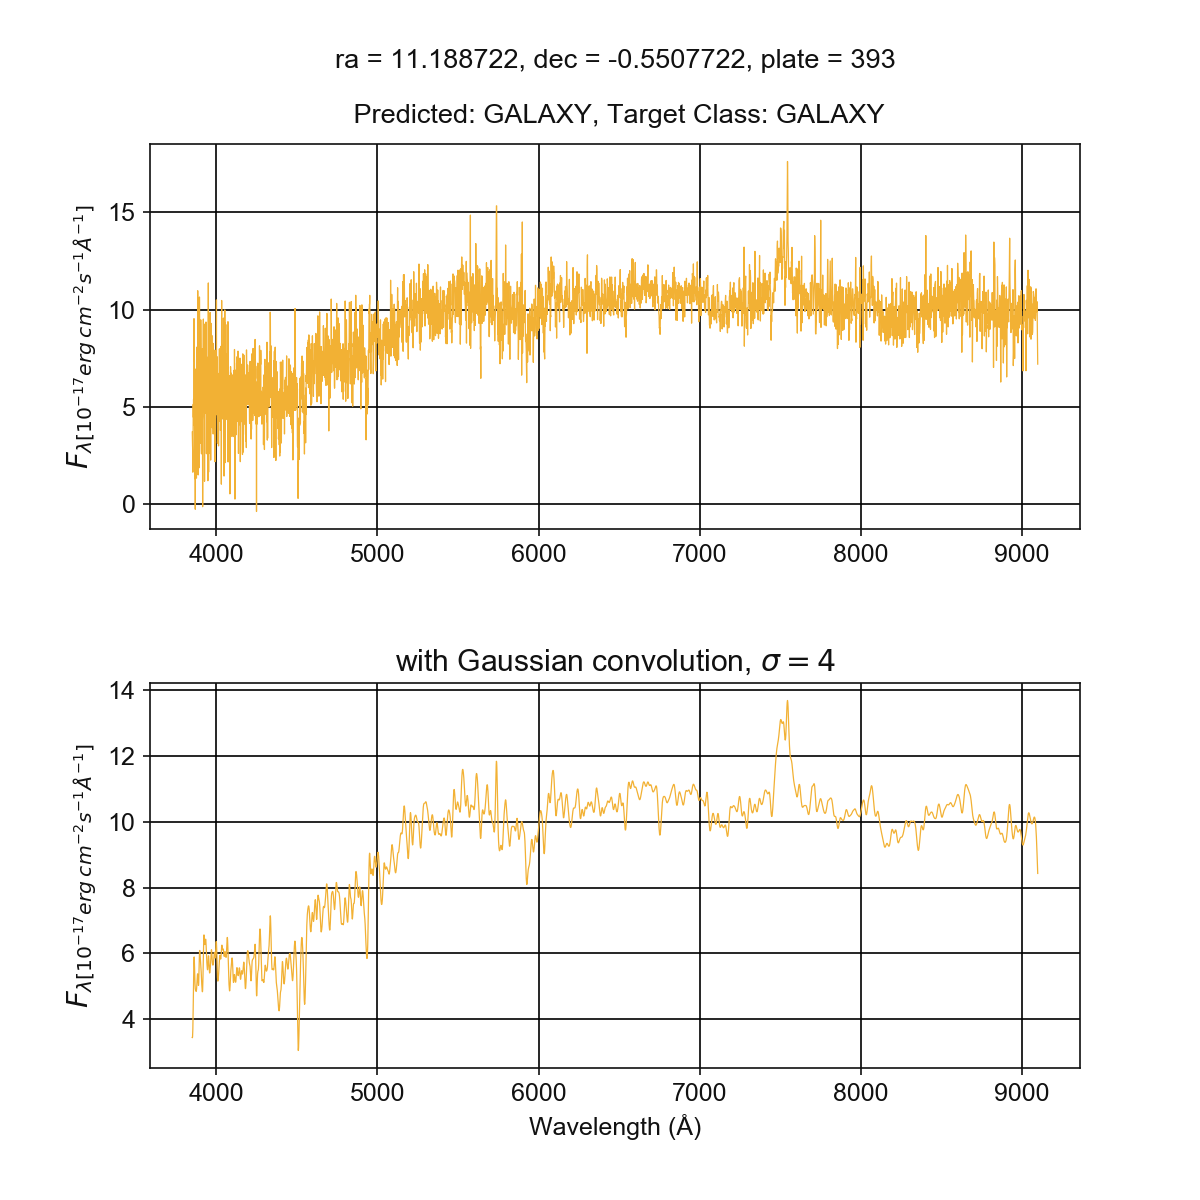 ra = 11.188722, dec = -0.5507722, plate = 393
Predicted: GALAXY, Target Class: GALAXY
F_λ[10⁻¹⁷erg cm⁻²s⁻¹Å⁻¹]
15
10
5
0
4000 5000 6000 7000 8000 9000
with Gaussian convolution, σ = 4
F_λ[10⁻¹⁷erg cm⁻²s⁻¹Å⁻¹]
14
12
10
8
6
4
4000 5000 6000 7000 8000 9000
Wavelength (Å)